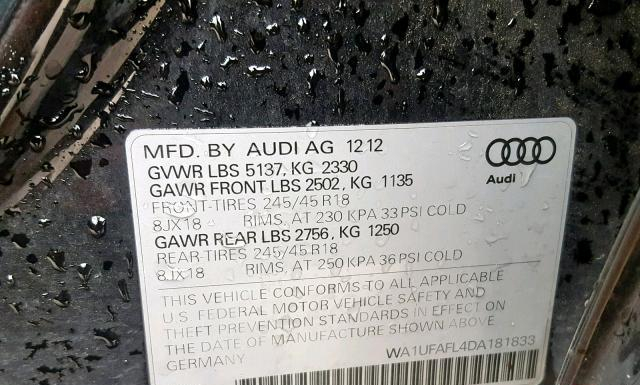 MFD. BY AUDI AG 12.12
GVWR LBS 5137, KG 2330
GAWR FRONT LBS 2502, KG 1135
FRONT-TIRES 245/45 R18
8JX18 RIMS, AT 230 KPA 33 PSI COLD
GAWR REAR LBS 2756, KG 1250
REAR-TIRES 245/45 R18
8JX18 RIMS, AT 250 KPA 36 PSI COLD
Audi
THIS VEHICLE CONFORMS TO ALL APPLICABLE
U.S. FEDERAL MOTOR VEHICLE SAFETY AND
THEFT PREVENTION STANDARDS IN EFFECT ON
THE DATE OF MANUFACTURE SHOWN ABOVE
GERMANY WA1UFAFL4DA181833